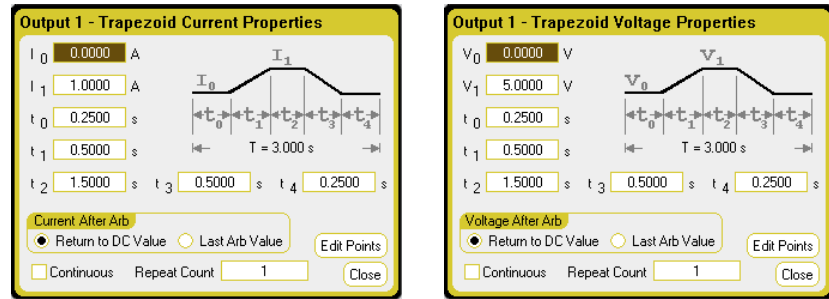 Output 1 - Trapezoid Current Properties
I 0 0.0000 A
I 1 1.0000 A
t 0 0.2500 s
t 1 0.5000 s
t 2 1.5000 s t 3 0.5000 s t 4 0.2500 s
I0 I1
t0 t1 t2 t3 t4
T = 3.000 s
Current After Arb
Return to DC Value Last Arb Value
Edit Points
Continuous Repeat Count 1
Close
Output 1 - Trapezoid Voltage Properties
V0 0.0000 V
V1 5.0000 V
t 0 0.2500 s
t 1 0.5000 s
t 2 1.5000 s t 3 0.5000 s t 4 0.2500 s
V0 V1
t0 t1 t2 t3 t4
T = 3.000 s
Voltage After Arb
Return to DC Value Last Arb Value
Edit Points
Continuous Repeat Count 1
Close